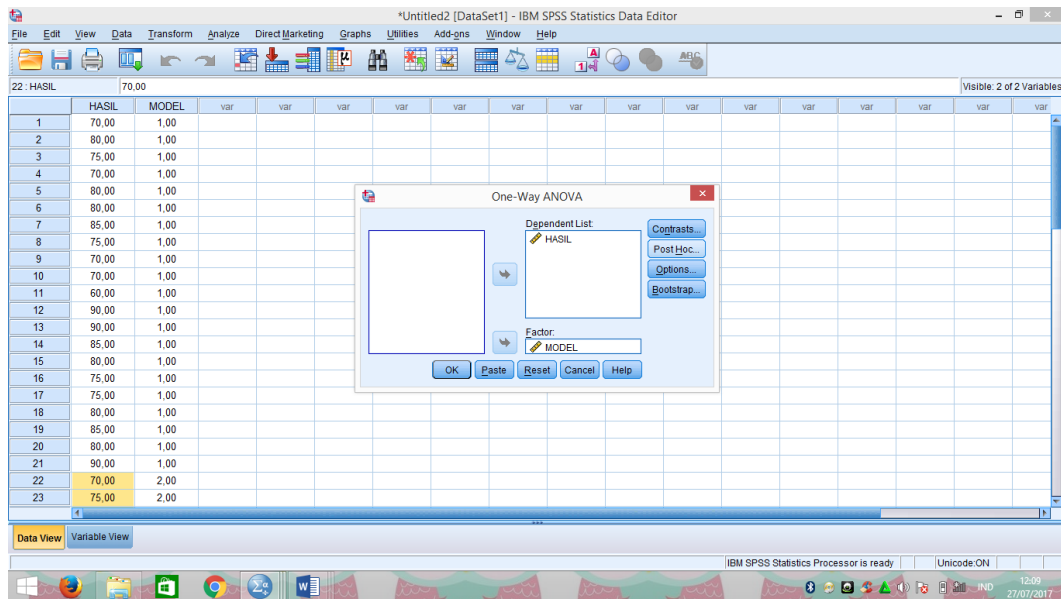 *Untitled2 [DataSet1] - IBM SPSS Statistics Data Editor
File Edit View Data Transform Analyze Direct Marketing Graphs Utilities Add-ons Window Help
22 : HASIL 70,00 Visible: 2 of 2 Variables
HASIL MODEL var var var var var var var var var var var var var var var
1 70,00 1,00
2 80,00 1,00
3 75,00 1,00
4 70,00 1,00
5 80,00 1,00
6 80,00 1,00
7 85,00 1,00
8 75,00 1,00
9 70,00 1,00
10 70,00 1,00
11 60,00 1,00
12 90,00 1,00
13 90,00 1,00
14 85,00 1,00
15 80,00 1,00
16 75,00 1,00
17 75,00 1,00
18 80,00 1,00
19 85,00 1,00
20 80,00 1,00
21 90,00 1,00
22 70,00 2,00
23 75,00 2,00
One-Way ANOVA
Dependent List:
HASIL
Contrasts...
Post Hoc...
Options...
Bootstrap...
Factor:
MODEL
OK Paste Reset Cancel Help
Data View Variable View
IBM SPSS Statistics Processor is ready Unicode:ON
IND 12:09
27/07/2017